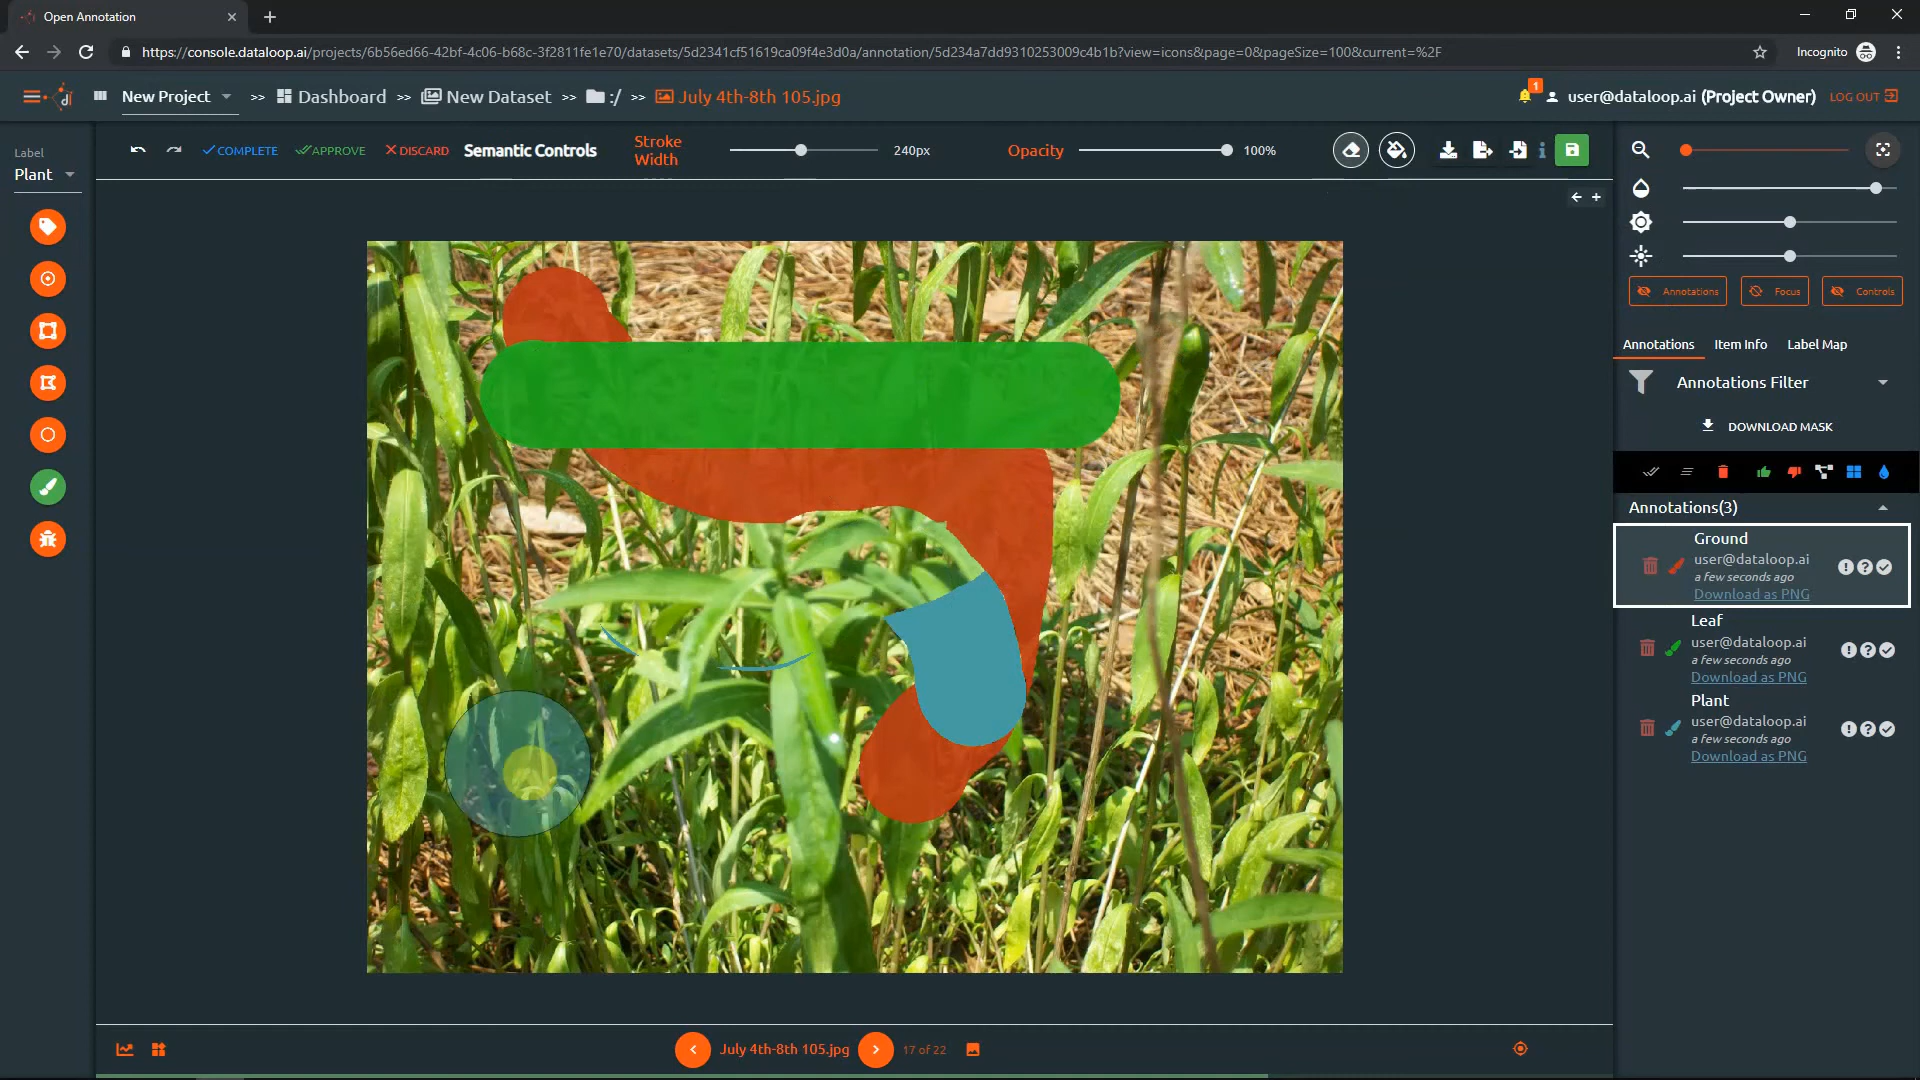 Open Annotation
https://console.dataloop.ai/projects/6b56ed66-42bf-4c06-b68c-3f2811fe1e70/datasets/5d2341cf51619ca09f4e3d0a/annotation/5d234a7dd9310253009c4b1b?view=icons&page=0&pageSize=100&current=%2F
Incognito
New Project >> Dashboard >> New Dataset >> :/ >> July 4th-8th 105.jpg
1
user@dataloop.ai (Project Owner)
LOG OUT
Label
Plant
COMPLETE
APPROVE
DISCARD
Semantic Controls
Stroke
Width
240px
Opacity
100%
Annotations
Focus
Controls
Annotations
Item Info
Label Map
Annotations Filter
DOWNLOAD MASK
Annotations(3)
Ground
user@dataloop.ai
a few seconds ago
Download as PNG
Leaf
user@dataloop.ai
a few seconds ago
Download as PNG
Plant
user@dataloop.ai
a few seconds ago
Download as PNG
July 4th-8th 105.jpg
17 of 22